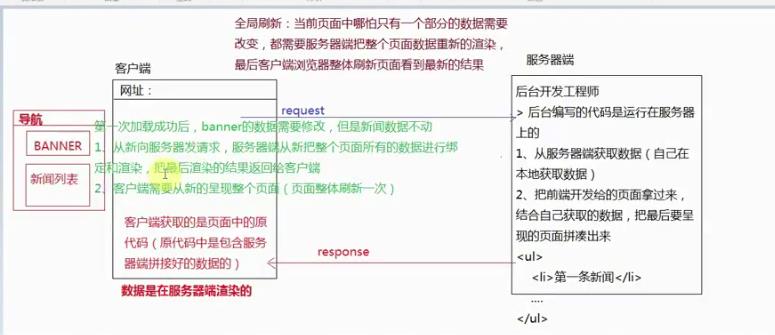 全局刷新：当前页面中哪怕只有一个部分的数据需要
改变，都需要服务器端把整个页面数据重新的渲染，
最后客户端浏览器整体刷新页面看到最新的结果
客户端
网址：
导航
BANNER
新闻列表
第一次加载成功后，banner的数据需要修改，但是新闻数据不动
1、从新向服务器发请求，服务器端从新把整个页面所有的数据进行绑
定和渲染，把最后渲染的结果返回给客户端
2、客户端需要从新的呈现整个页面（页面整体刷新一次）
客户端获取的是页面中的原
代码（原代码中是包含服务
器端拼接好的数据的）
数据是在服务器端渲染的
request
response
服务器端
后台开发工程师
> 后台编写的代码是运行在服务器
上的
1、从服务器端获取数据（自己在
本地获取数据）
2、把前端开发给的页面拿过来，
结合自己获取的数据，把最后要呈
现的页面拼凑出来
<ul>
<li>第一条新闻</li>
....
</ul>